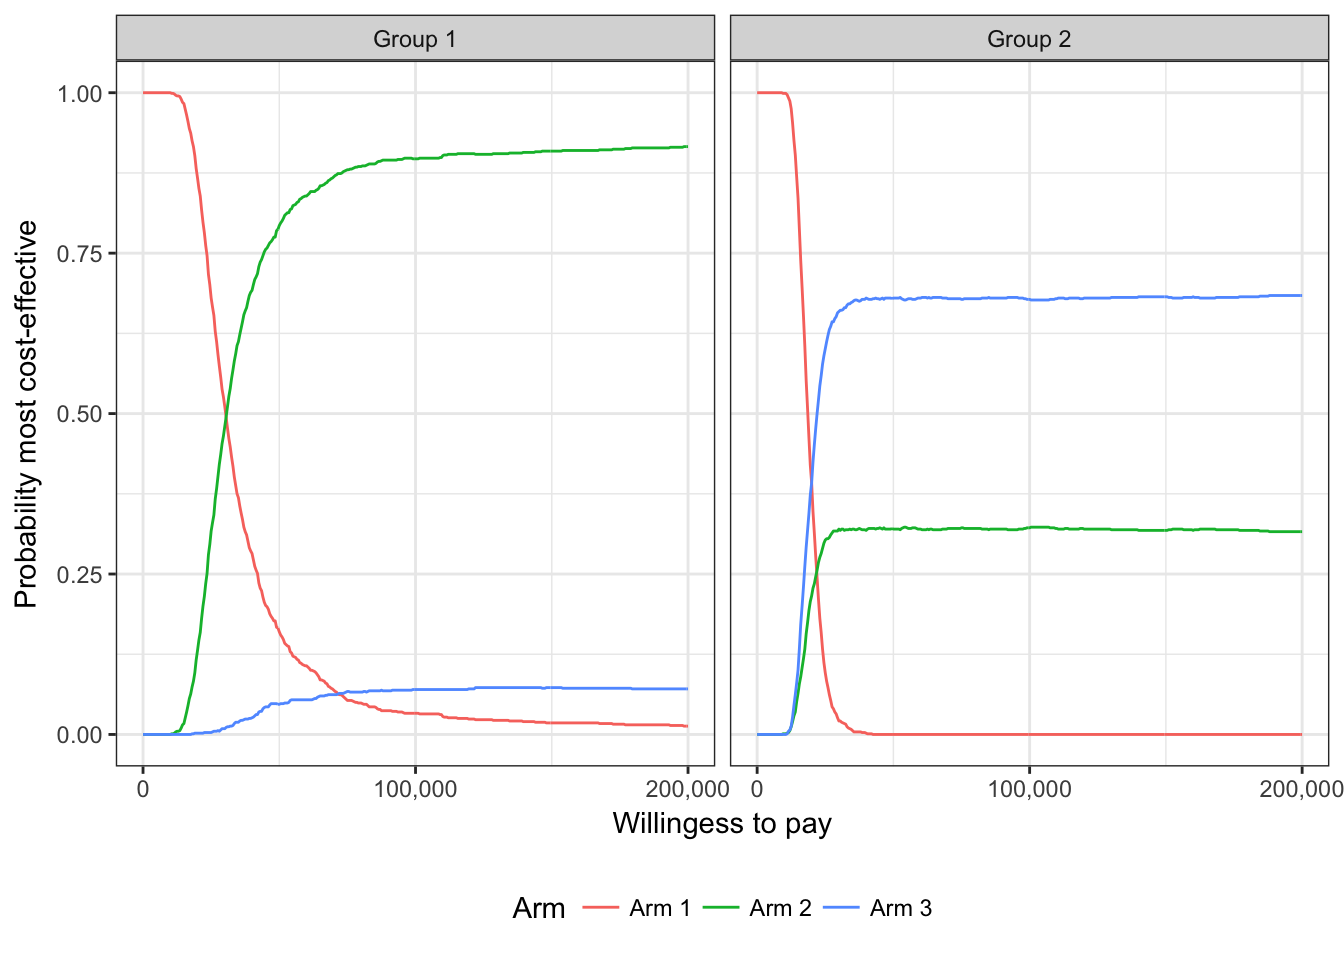 Group 1
Group 2
Probability most cost-effective
1.00
0.75
0.50
0.25
0.00
0
100,000
200,000
0
100,000
200,000
Willingess to pay
Arm
Arm 1
Arm 2
Arm 3